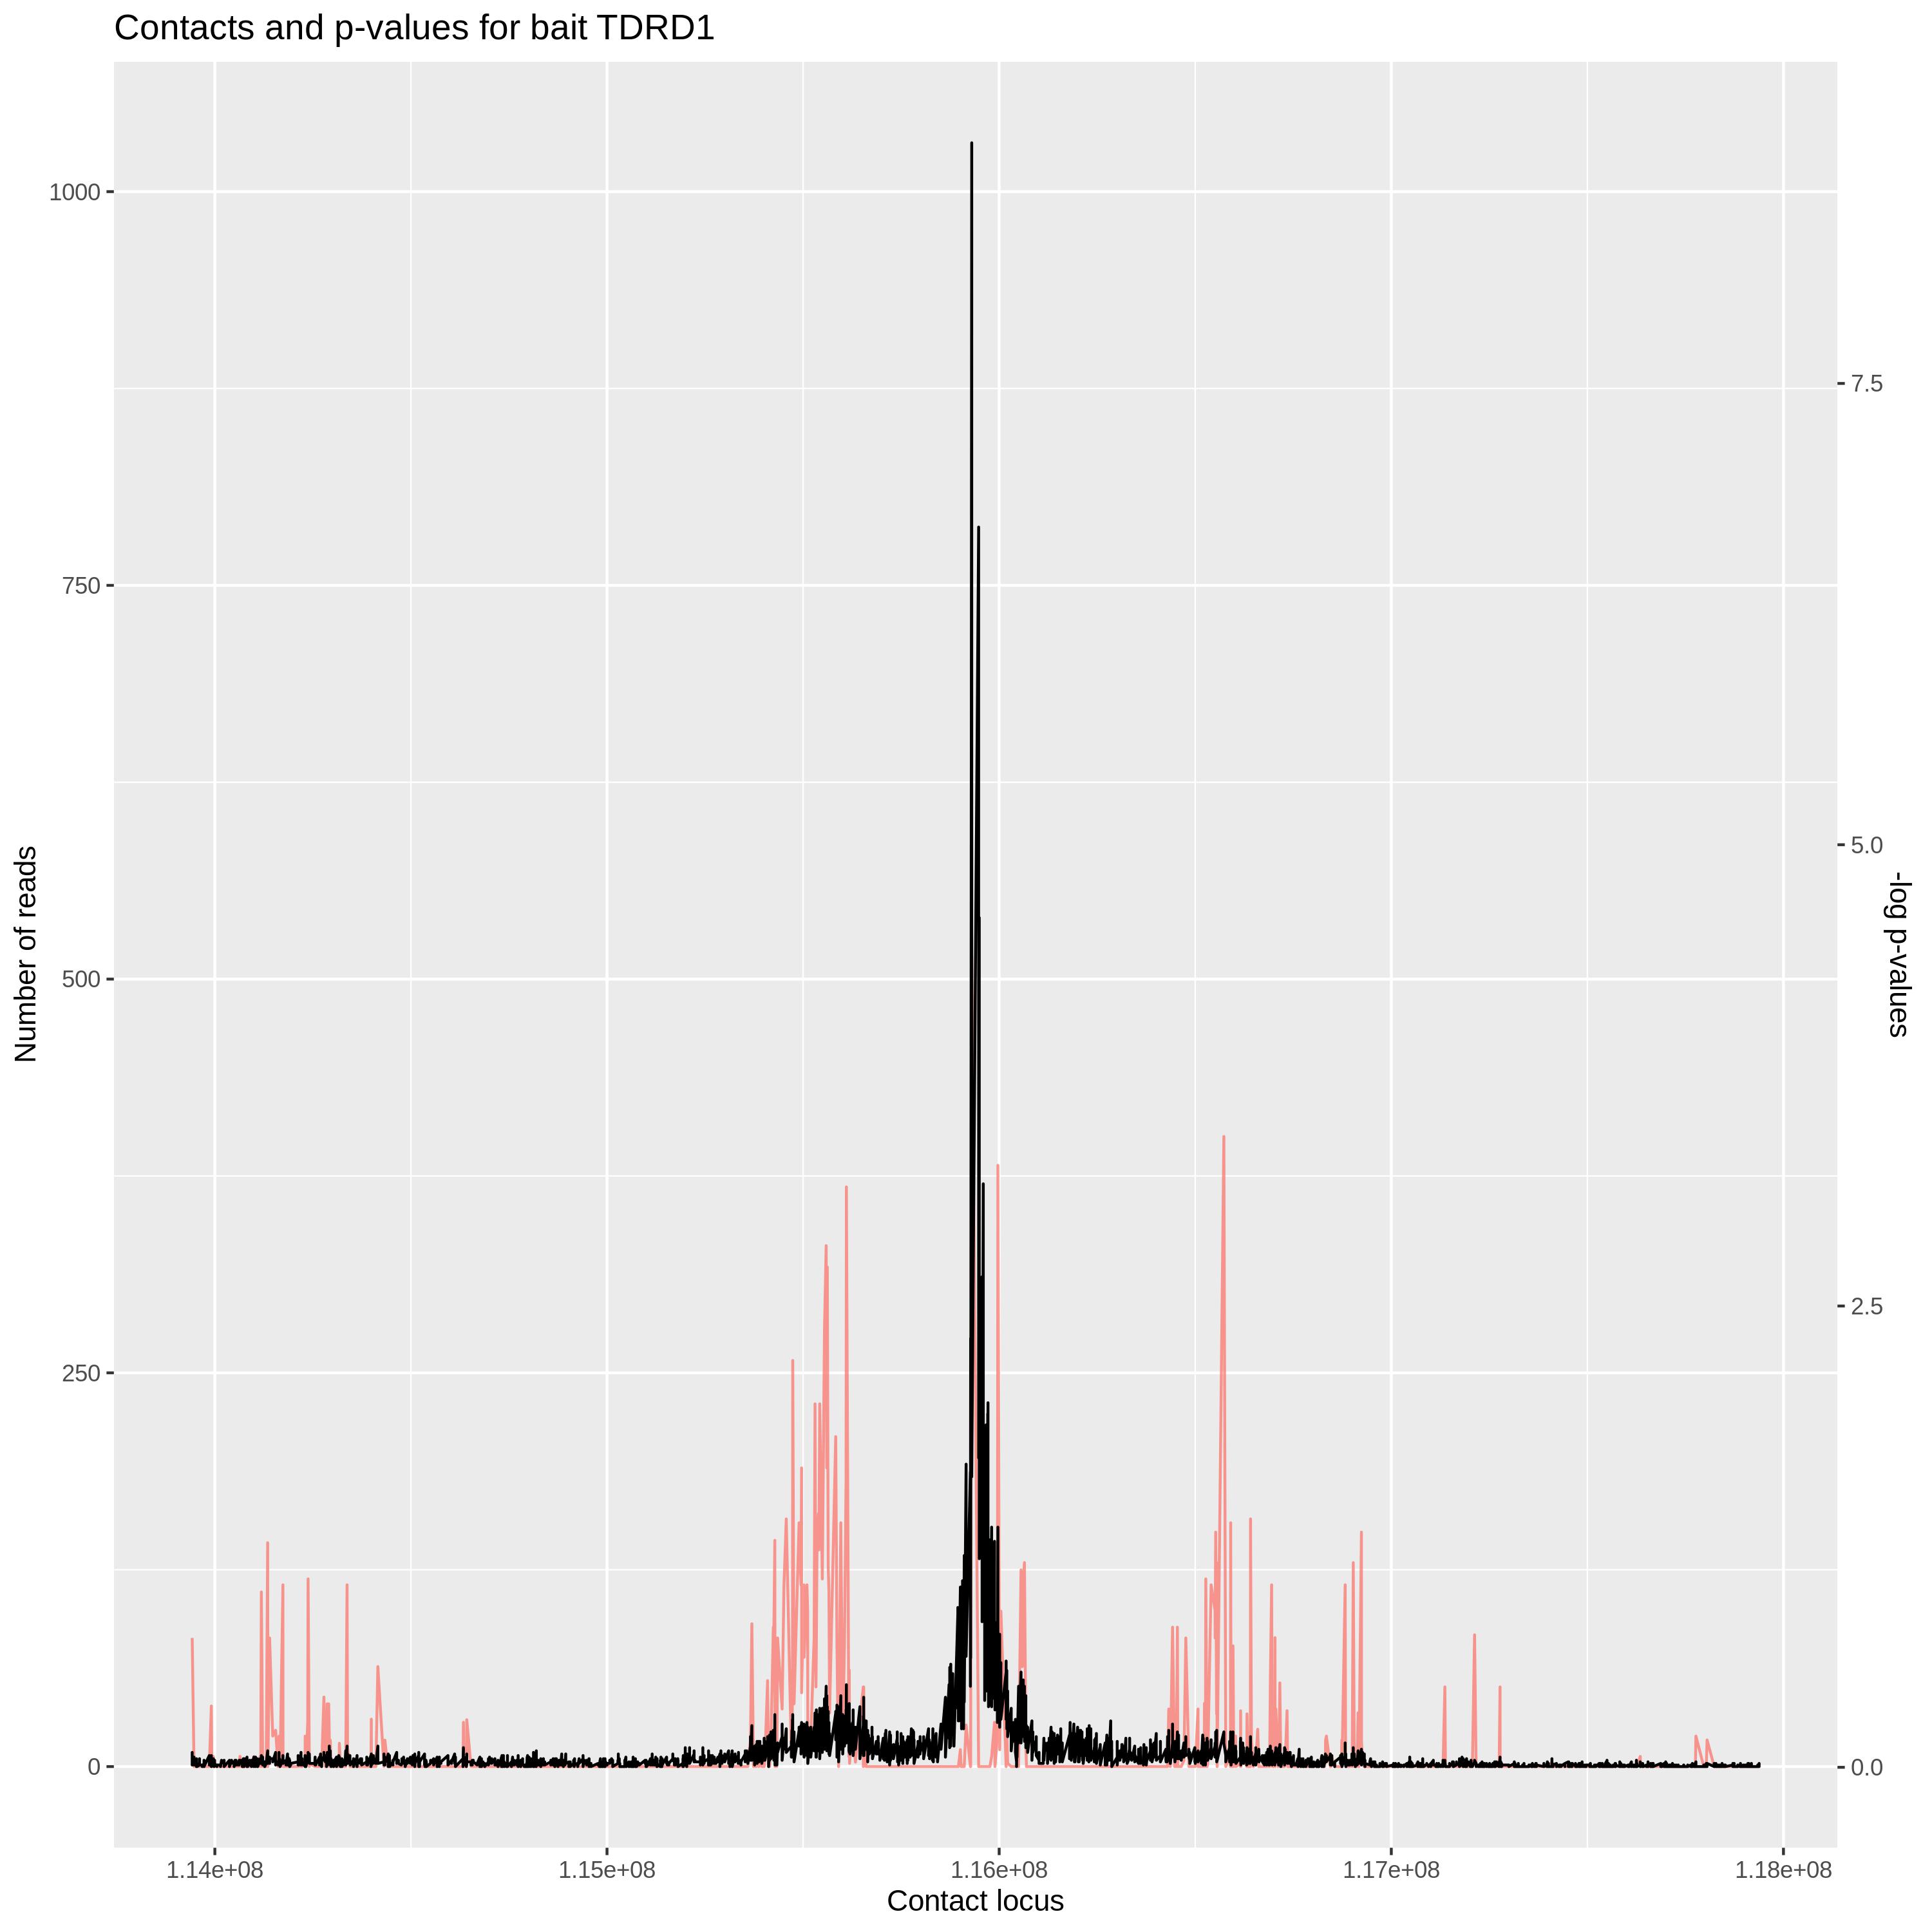 Contacts and p-values for bait TDRD1
1000
750
500
250
0
Number of reads
7.5
5.0
2.5
0.0
-log p-values
1.14e+08
1.15e+08
1.16e+08
1.17e+08
1.18e+08
Contact locus